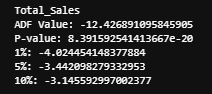 Total_Sales
ADF Value: -12.426891095845905
P-value: 8.391592541413667e-20
1%: -4.024454148377884
5%: -3.442098279332953
10%: -3.145592997002377